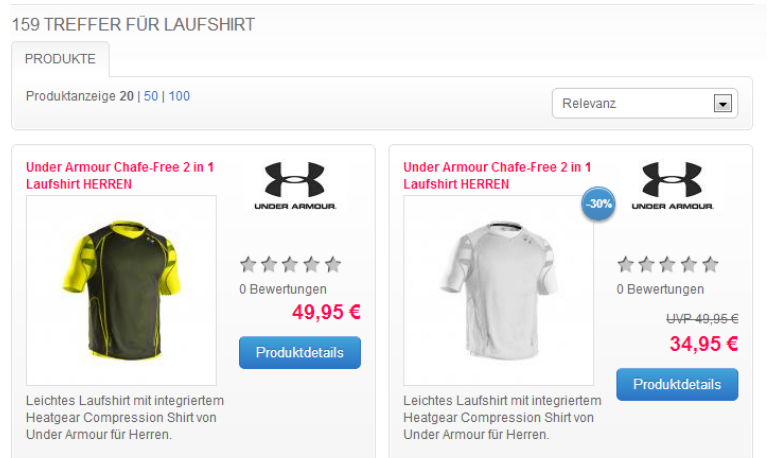 159 TREFFER FÜR LAUFSHIRT
PRODUKTE
Produktanzeige 20 | 50 | 100
Relevanz
Under Armour Chafe-Free 2 in 1
Laufshirt HERREN
UNDER ARMOUR
0 Bewertungen
49,95 €
Produktdetails
Leichtes Laufshirt mit integriertem
Heatgear Compression Shirt von
Under Armour für Herren.
Under Armour Chafe-Free 2 in 1
Laufshirt HERREN
-30%
UNDER ARMOUR
0 Bewertungen
UVP 49,95 €
34,95 €
Produktdetails
Leichtes Laufshirt mit integriertem
Heatgear Compression Shirt von
Under Armour für Herren.